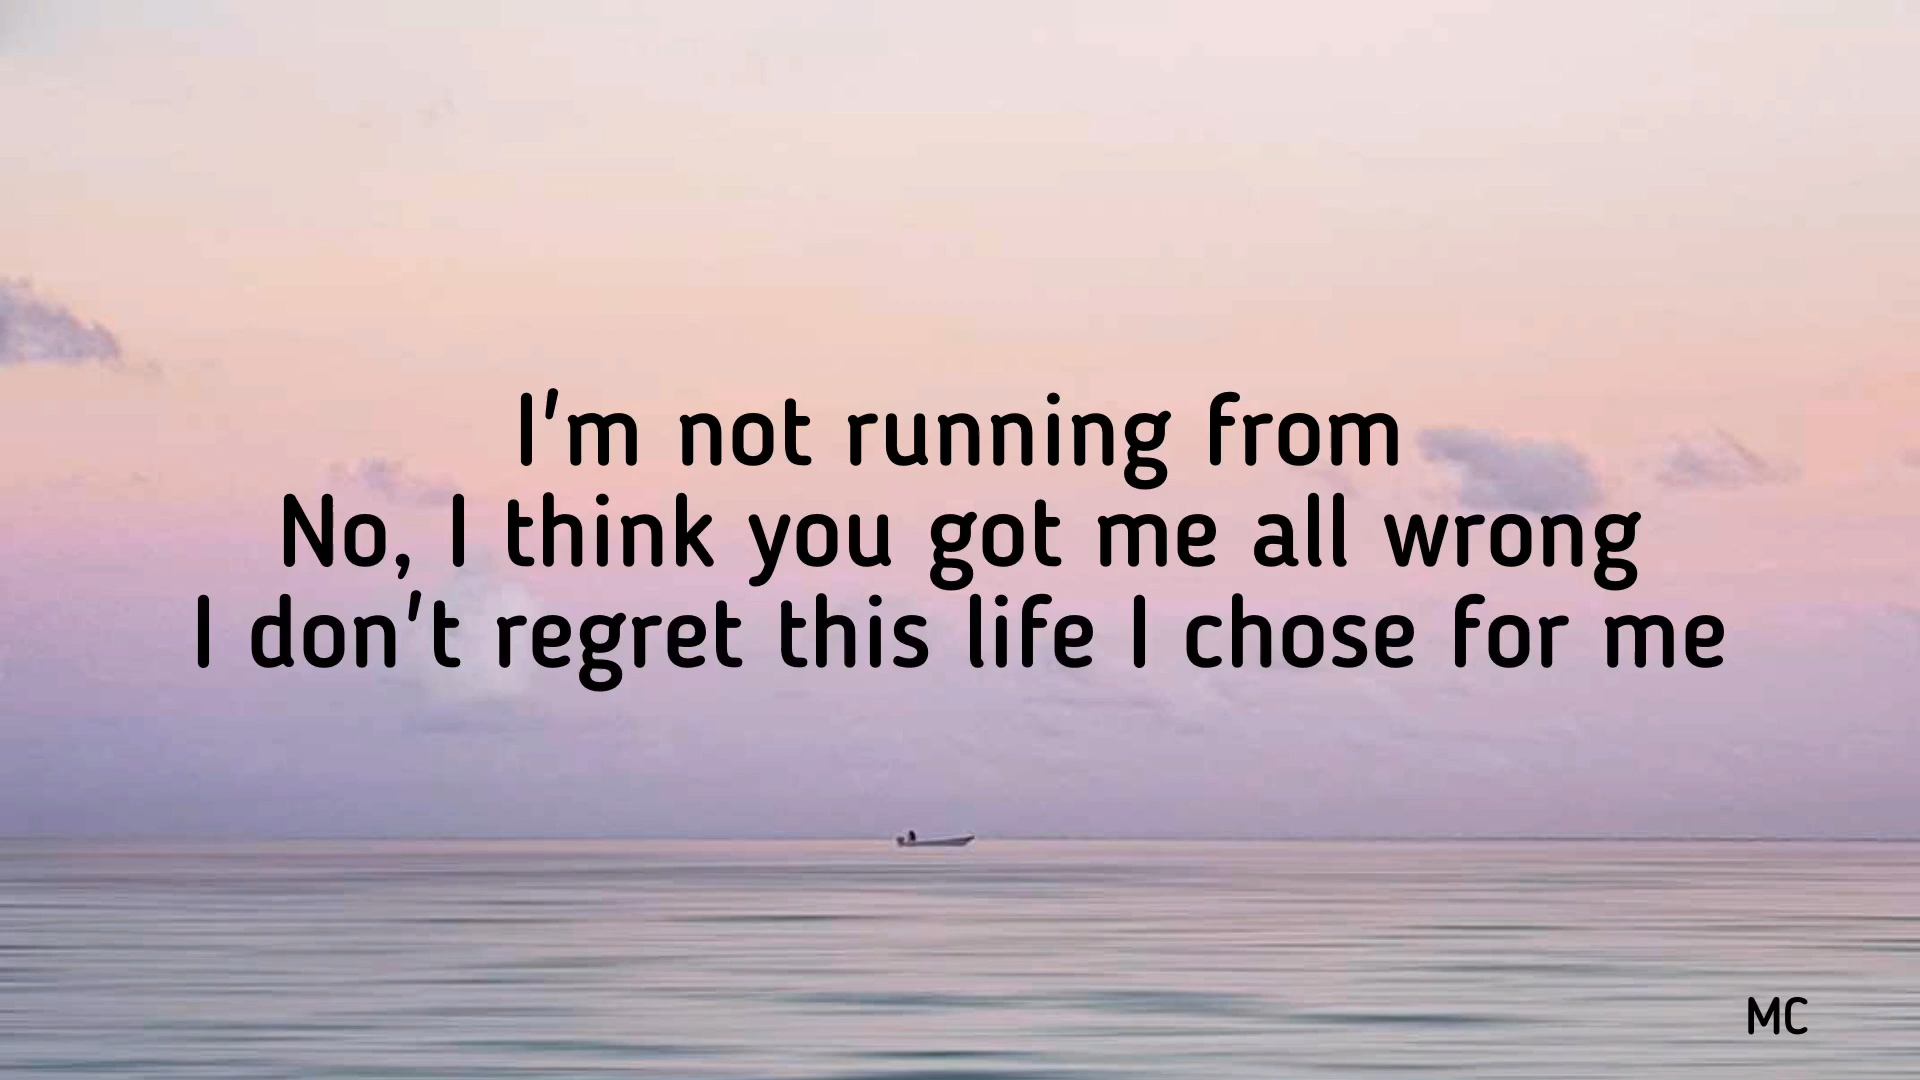 I'm not running from
No, I think you got me all wrong
I don't regret this life I chose for me
MC